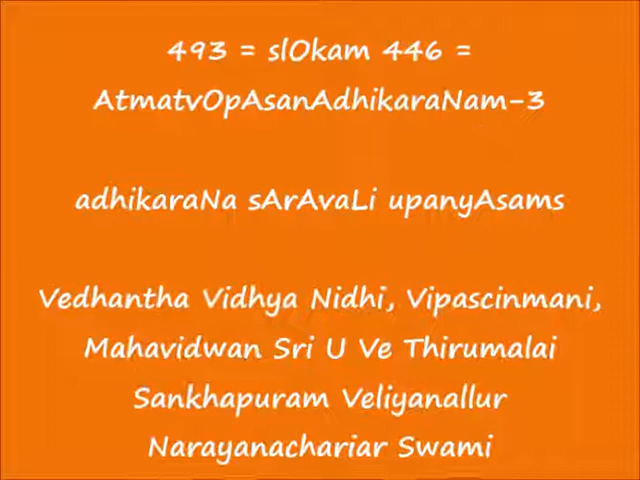 493 = slOkam 446 =
AtmatvOpAsanAdhikaraNam-3
adhikaraNa sArAvaLi upanyAsams
Vedhantha Vidhya Nidhi, Vipascinmani,
Mahavidwan Sri U Ve Thirumalai
Sankhapuram Veliyanallur
Narayanachariar Swami